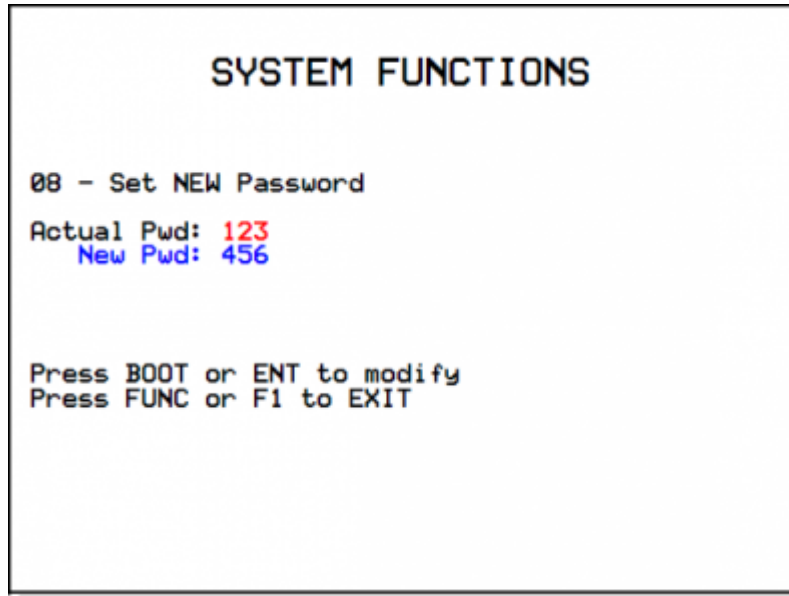 SYSTEM FUNCTIONS
08 - Set NEW Password
Actual Pwd: 123
New Pwd: 456
Press BOOT or ENT to modify
Press FUNC or F1 to EXIT